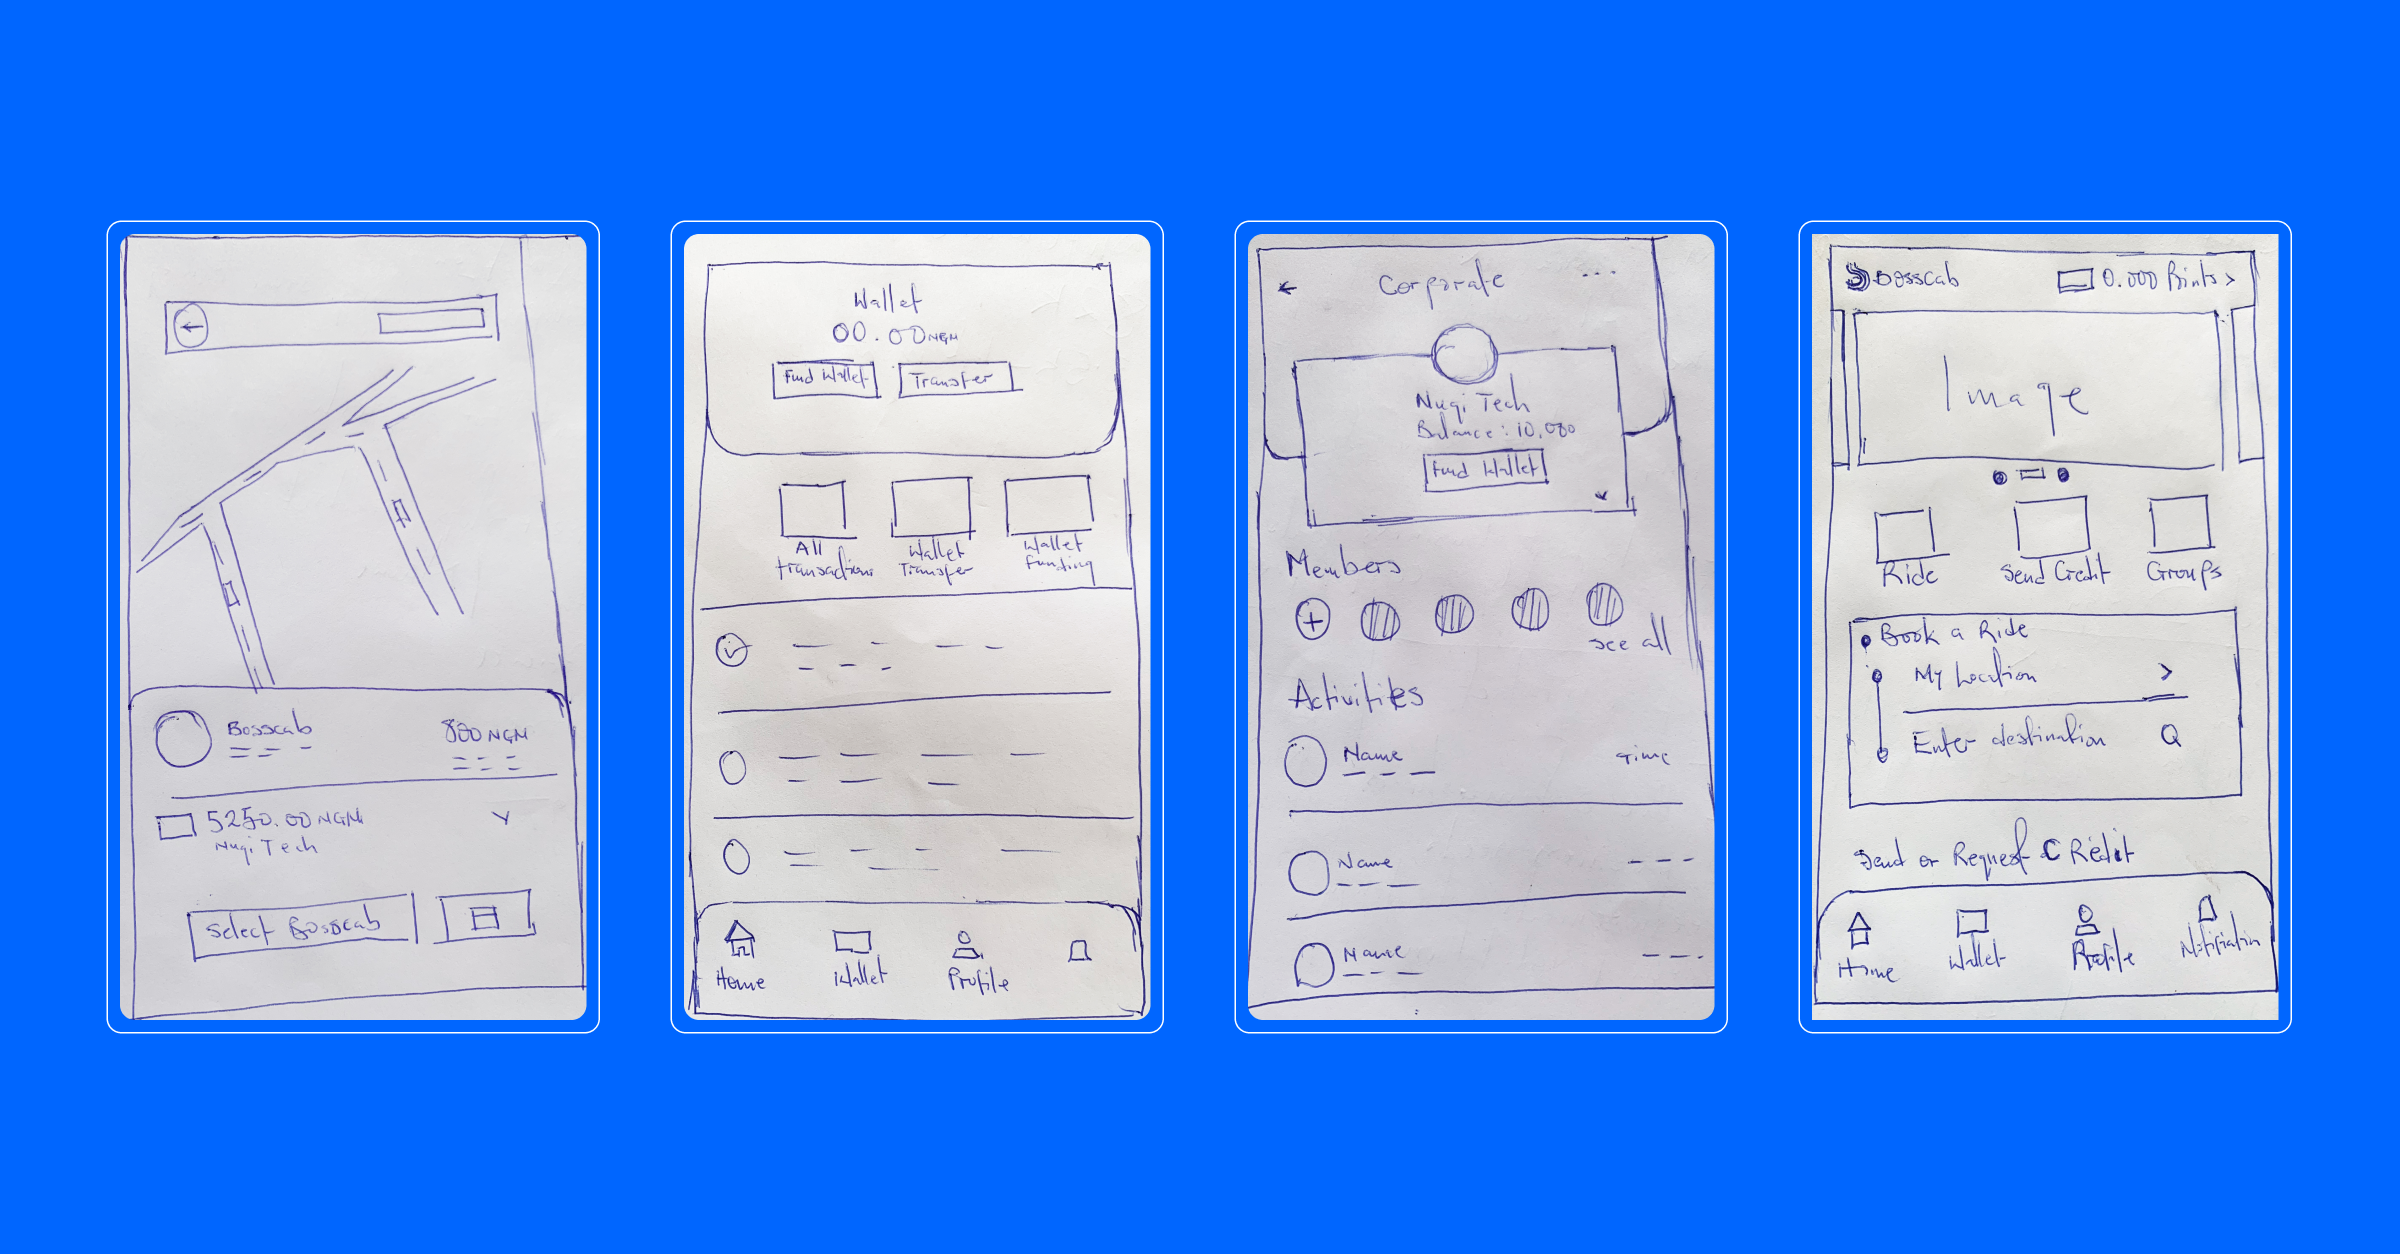 Bosscab
800 NGN
5250.00 NGN
Nugi Tech
Select Bosscab
Wallet
00.00 NGN
Fund Wallet
Transfer
All
transactions
Wallet
Transfer
Wallet
funding
Home
Wallet
Profile
Corporate
...
Nugi Tech
Balance: 10,000
Fund Wallet
Members
+
see all
Activities
Name
Time
Name
Name
Bosscab
0.000 Points >
Image
Ride
Send Credit
Groups
Book a Ride
My Location >
Enter destination
Send or Request Credit
Home
Wallet
Profile
Notification